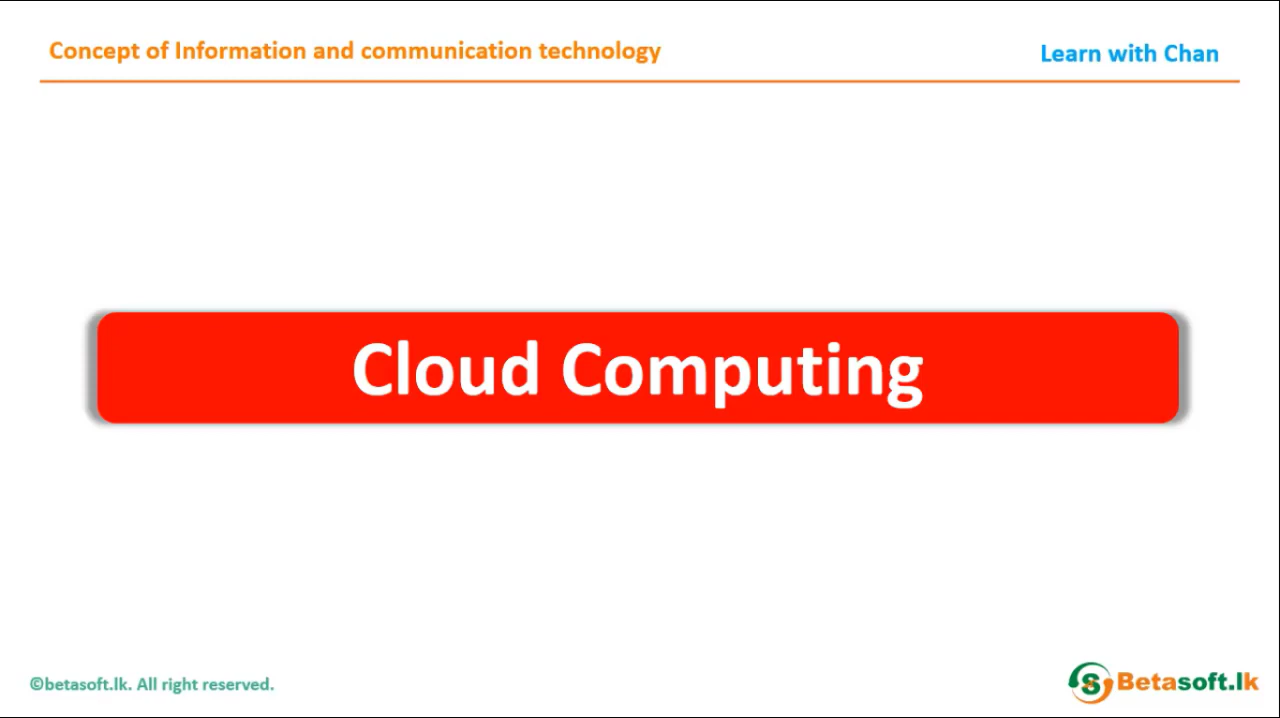 Concept of Information and communication technology
Learn with Chan
Cloud Computing
©betasoft.lk. All right reserved.
Betasoft.lk